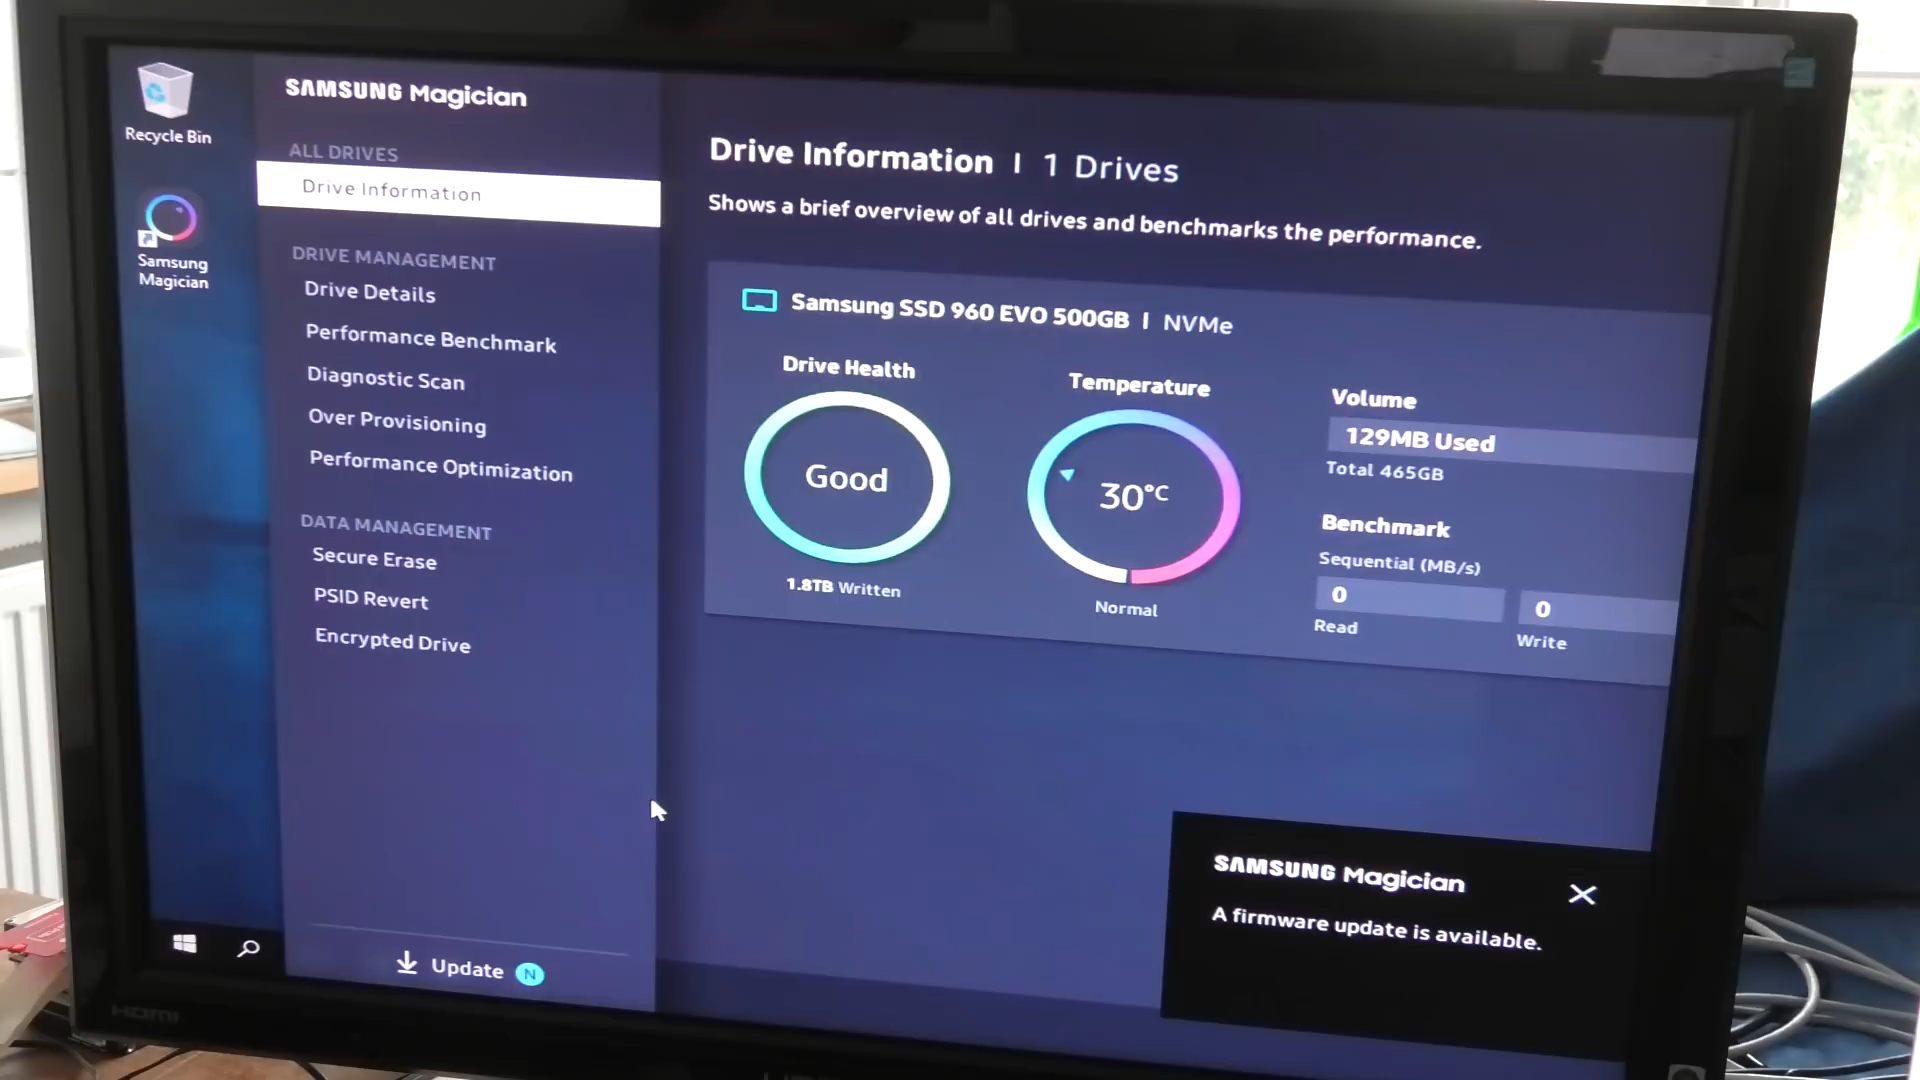 Recycle Bin
Samsung
Magician
SAMSUNG Magician
ALL DRIVES
Drive Information
DRIVE MANAGEMENT
Drive Details
Performance Benchmark
Diagnostic Scan
Over Provisioning
Performance Optimization
DATA MANAGEMENT
Secure Erase
PSID Revert
Encrypted Drive
Update N
Drive Information | 1 Drives
Shows a brief overview of all drives and benchmarks the performance.
Samsung SSD 960 EVO 500GB | NVMe
Drive Health
Good
1.8TB Written
Temperature
30°C
Normal
Volume
129MB Used
Total 465GB
Benchmark
Sequential (MB/s)
0 0
Read Write
SAMSUNG Magician
A firmware update is available.
HDMI